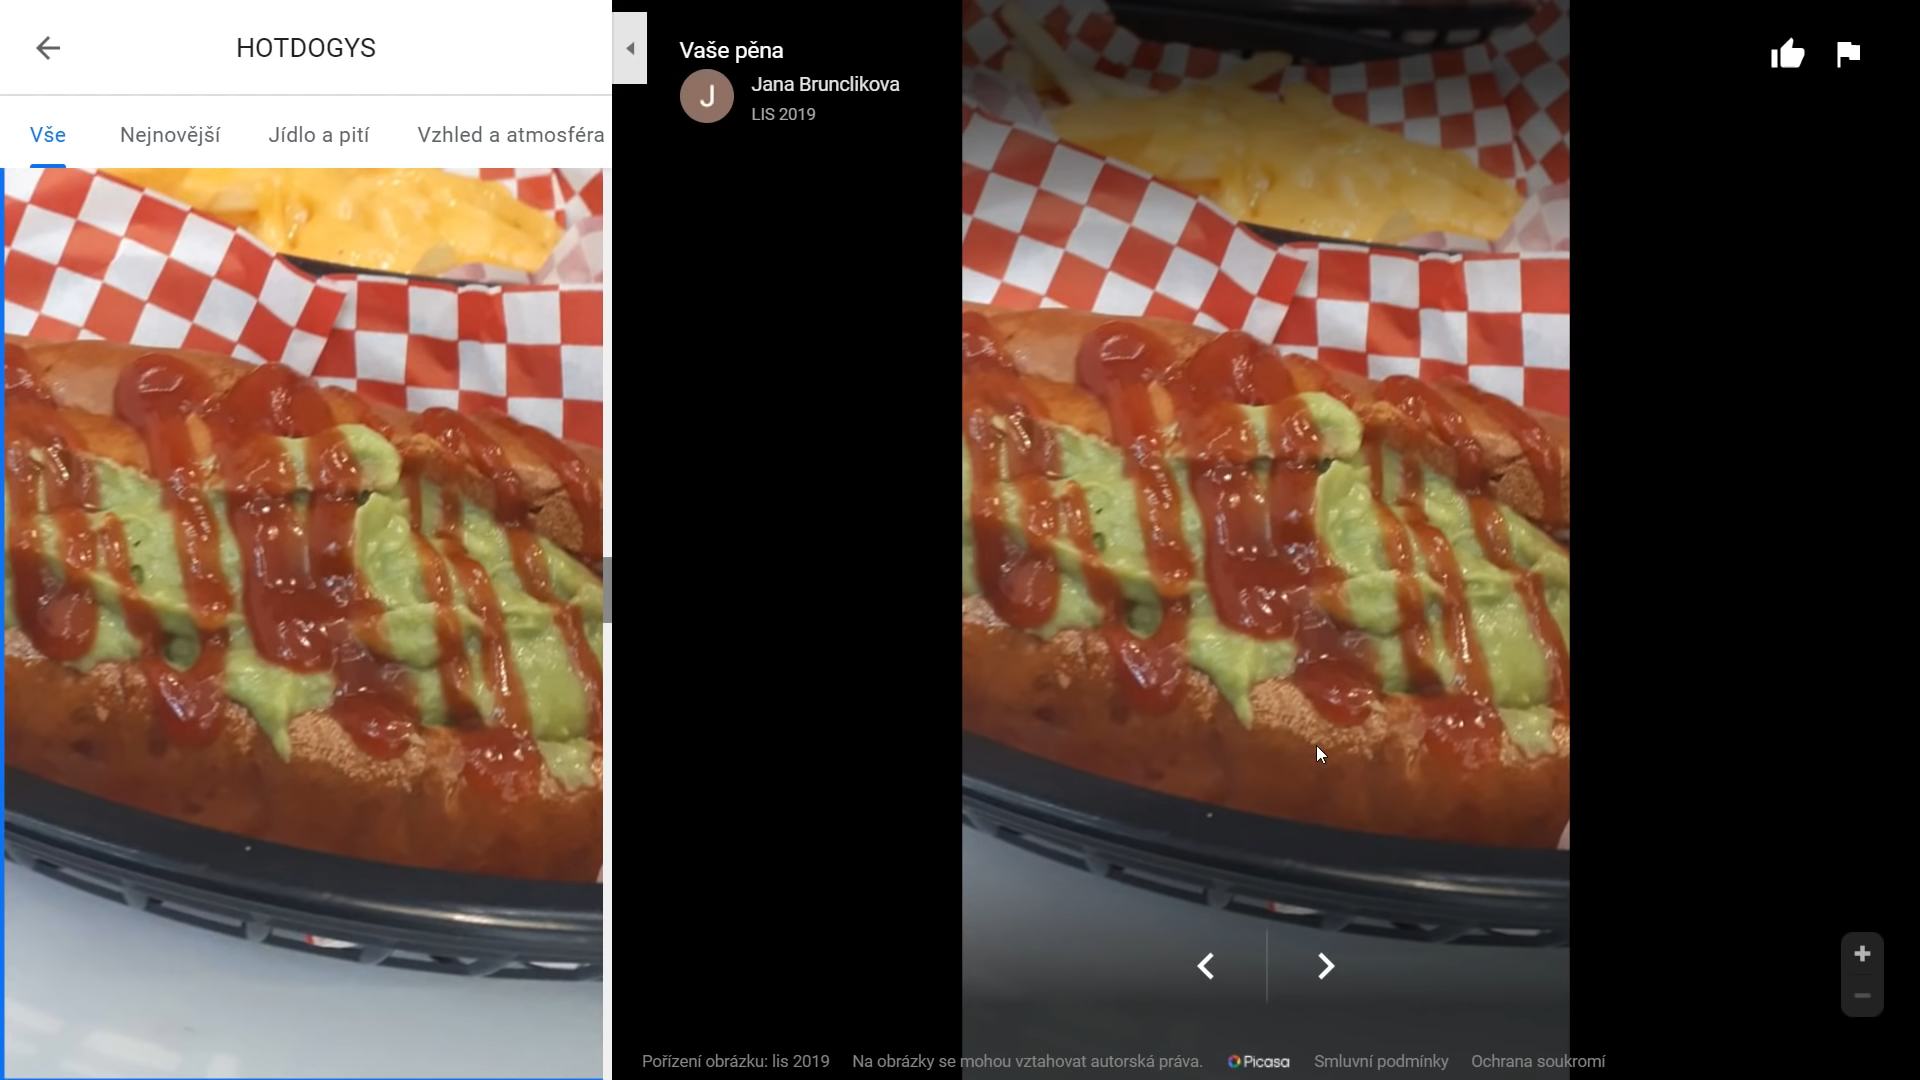 HOTDOGYS
Vše
Nejnovější
Jídlo a pití
Vzhled a atmosféra
Vaše pěna
J
Jana Brunclikova
LIS 2019
Pořízení obrázku: lis 2019
Na obrázky se mohou vztahovat autorská práva.
Picasa
Smluvní podmínky
Ochrana soukromí